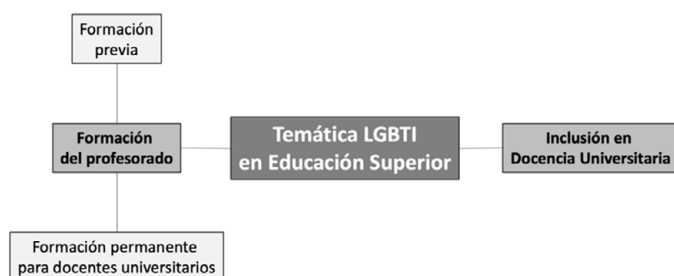 Formación
previa
Formación
del profesorado
Temática LGBTI
en Educación Superior
Inclusión en
Docencia Universitaria
Formación permanente
para docentes universitarios